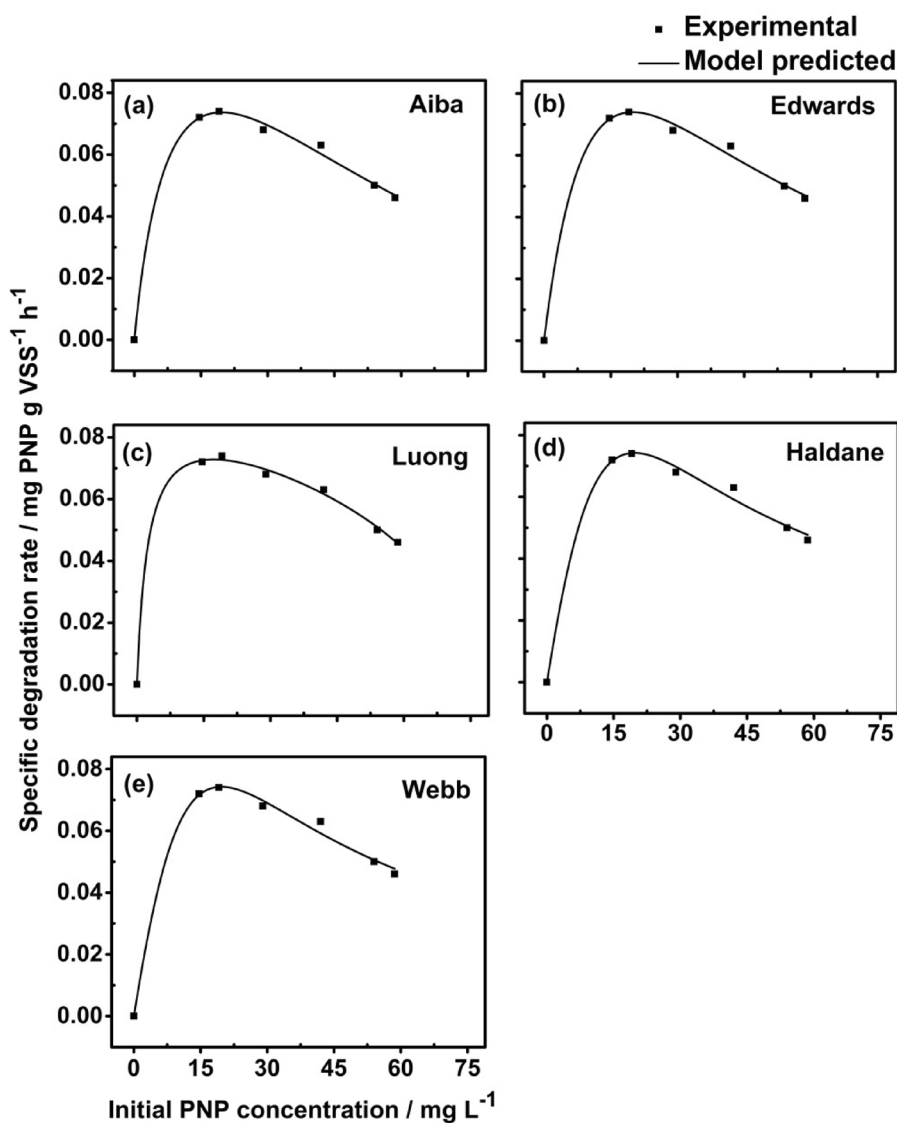 Experimental
Model predicted
(a) Aiba
(b) Edwards
0.08
0.06
0.04
0.02
0.00
(c) Luong
(d) Haldane
0.08
0.06
0.04
0.02
0.00
0 15 30 45 60 75
(e) Webb
0.08
0.06
0.04
0.02
0.00
0 15 30 45 60 75
Specific degradation rate / mg PNP g VSS⁻¹ h⁻¹
Initial PNP concentration / mg L⁻¹